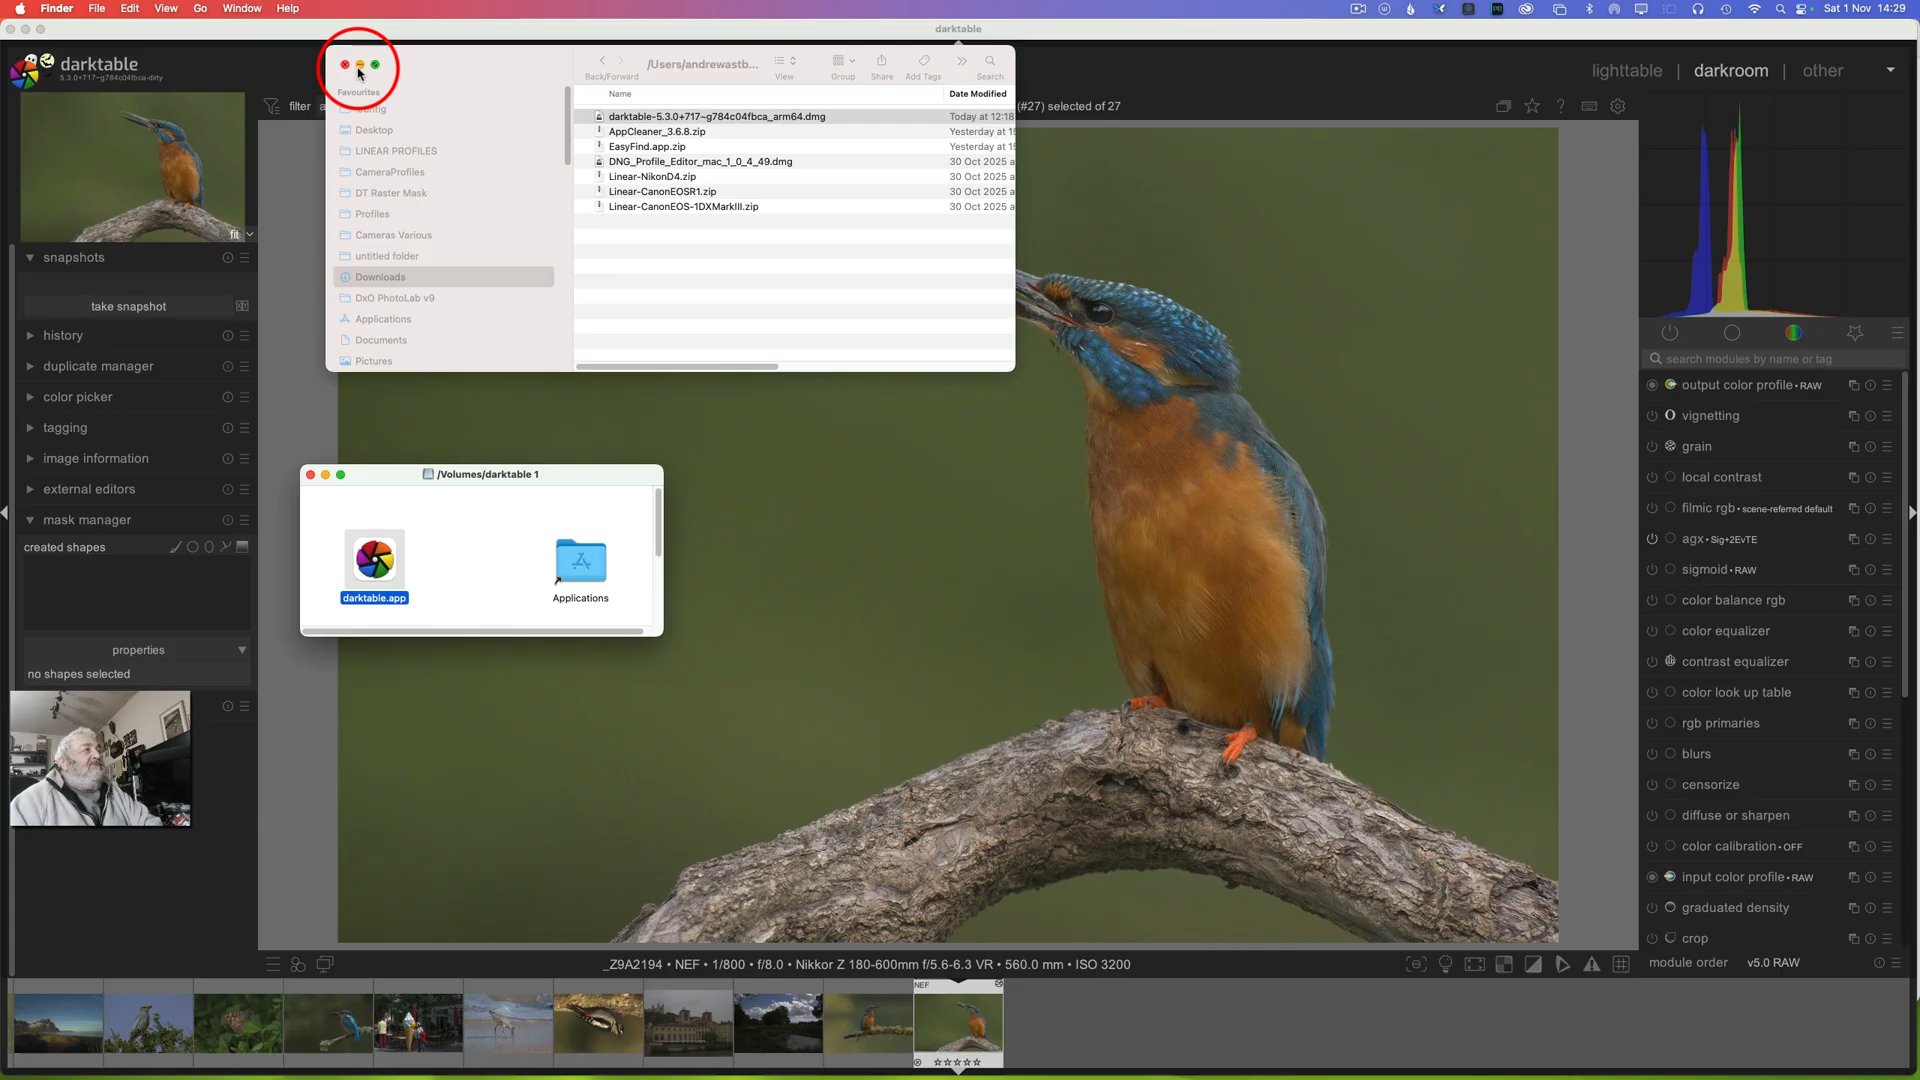 Finder File Edit View Go Window Help
Sat 1 Nov 14:29
darktable
darktable
5.3.0+717~g784c04fbca-dirty
lighttable | darkroom | other
filter
(#27) selected of 27
fit
/Users/andrewastb...
Back/Forward View Group Share Add Tags Search
Favourites
Desktop
LINEAR PROFILES
CameraProfiles
DT Raster Mask
Profiles
Cameras Various
untitled folder
Downloads
DxO PhotoLab v9
Applications
Documents
Pictures
Name Date Modified
darktable-5.3.0+717~g784c04fbca_arm64.dmg Today at 12:18
AppCleaner_3.6.8.zip Yesterday at 1
EasyFind.app.zip Yesterday at 1
DNG_Profile_Editor_mac_1_0_4_49.dmg 30 Oct 2025 a
Linear-NikonD4.zip 30 Oct 2025 a
Linear-CanonEOSR1.zip 30 Oct 2025 a
Linear-CanonEOS-1DXMarkIII.zip 30 Oct 2025 a
snapshots
take snapshot
history
duplicate manager
color picker
tagging
image information
external editors
mask manager
created shapes
properties
no shapes selected
/Volumes/darktable 1
darktable.app
Applications
search modules by name or tag
output color profile • RAW
vignetting
grain
local contrast
filmic rgb • scene-referred default
agx • Sig+2EvTE
sigmoid • RAW
color balance rgb
color equalizer
contrast equalizer
color look up table
rgb primaries
blurs
censorize
diffuse or sharpen
color calibration • OFF
input color profile • RAW
graduated density
crop
module order v5.0 RAW
_Z9A2194 • NEF • 1/800 • f/8.0 • Nikkor Z 180-600mm f/5.6-6.3 VR • 560.0 mm • ISO 3200
NEF